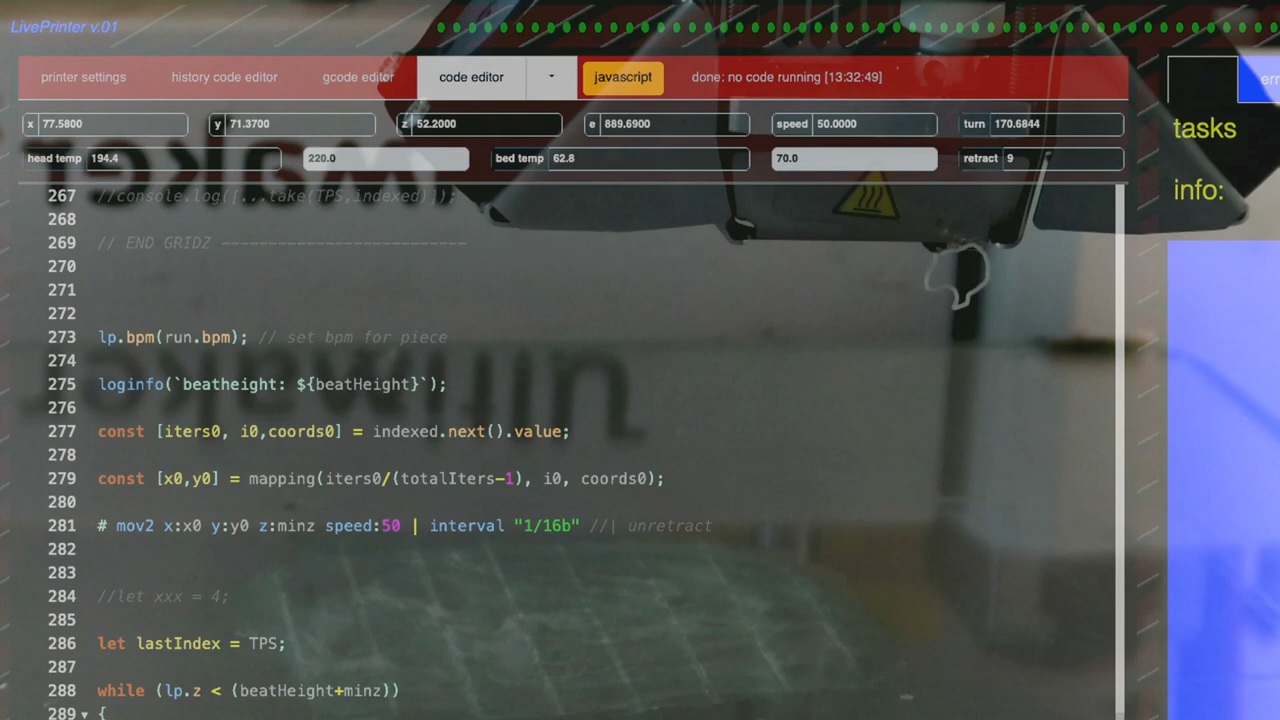 LivePrinter v.01
printer settings history code editor gcode editor code editor javascript done: no code running [13:32:49]
x 77.5800 y 71.3700 z 52.2000 e 889.6900 speed 50.0000 turn 170.6844
head temp 194.4 220.0 bed temp 62.8 70.0 retract 9
tasks
info:
267 //console.log([...take(TPS,indexed)]);
268
269 // END GRIDZ --------------------------
270
271
272
273 lp.bpm(run.bpm); // set bpm for piece
274
275 loginfo(`beatheight: ${beatHeight}`);
276
277 const [iters0, i0,coords0] = indexed.next().value;
278
279 const [x0,y0] = mapping(iters0/(totalIters-1), i0, coords0);
280
281 # mov2 x:x0 y:y0 z:minz speed:50 | interval "1/16b" //| unretract
282
283
284 //let xxx = 4;
285
286 let lastIndex = TPS;
287
288 while (lp.z < (beatHeight+minz))
289 {
Ultimaker